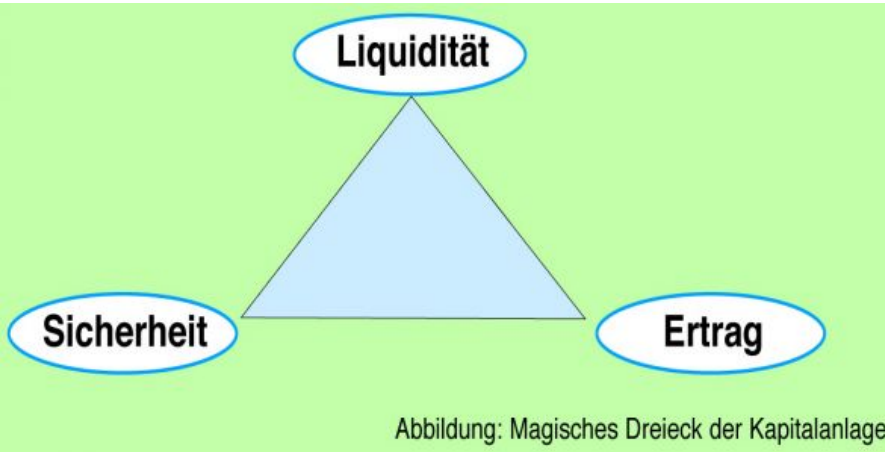 Liquidität
Sicherheit
Ertrag
Abbildung: Magisches Dreieck der Kapitalanlage